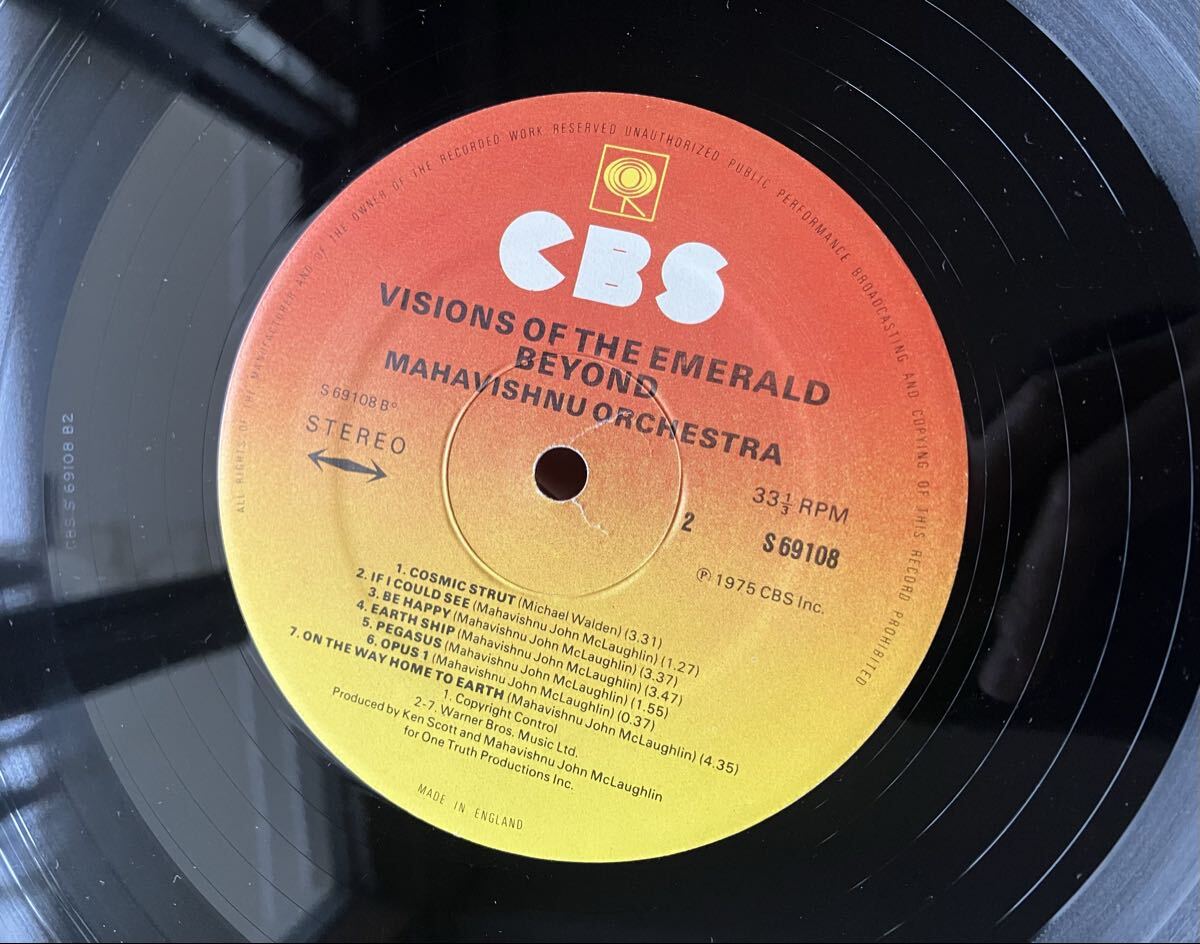 ALL RIGHTS OF THE MANUFACTURER AND OF THE OWNER OF THE RECORDED WORK RESERVED UNAUTHORIZED PUBLIC PERFORMANCE BROADCASTING AND COPYING OF THIS RECORD PROHIBITED
CBS
VISIONS OF THE EMERALD
BEYOND
MAHAVISHNU ORCHESTRA
S 69108 B°
STEREO
33⅓ RPM
2
S 69108
℗ 1975 CBS Inc.
1. COSMIC STRUT (Michael Walden) (3.31)
2. IF I COULD SEE (Mahavishnu John McLaughlin) (1.27)
3. BE HAPPY (Mahavishnu John McLaughlin) (3.37)
4. EARTH SHIP (Mahavishnu John McLaughlin) (3.47)
5. PEGASUS (Mahavishnu John McLaughlin) (1.55)
6. OPUS 1 (Mahavishnu John McLaughlin) (0.37)
7. ON THE WAY HOME TO EARTH (Mahavishnu John McLaughlin) (4.35)
1. Copyright Control
2-7. Warner Bros. Music Ltd.
Produced by Ken Scott and Mahavishnu John McLaughlin
for One Truth Productions Inc.
MADE IN ENGLAND
CBS S 69108 B2